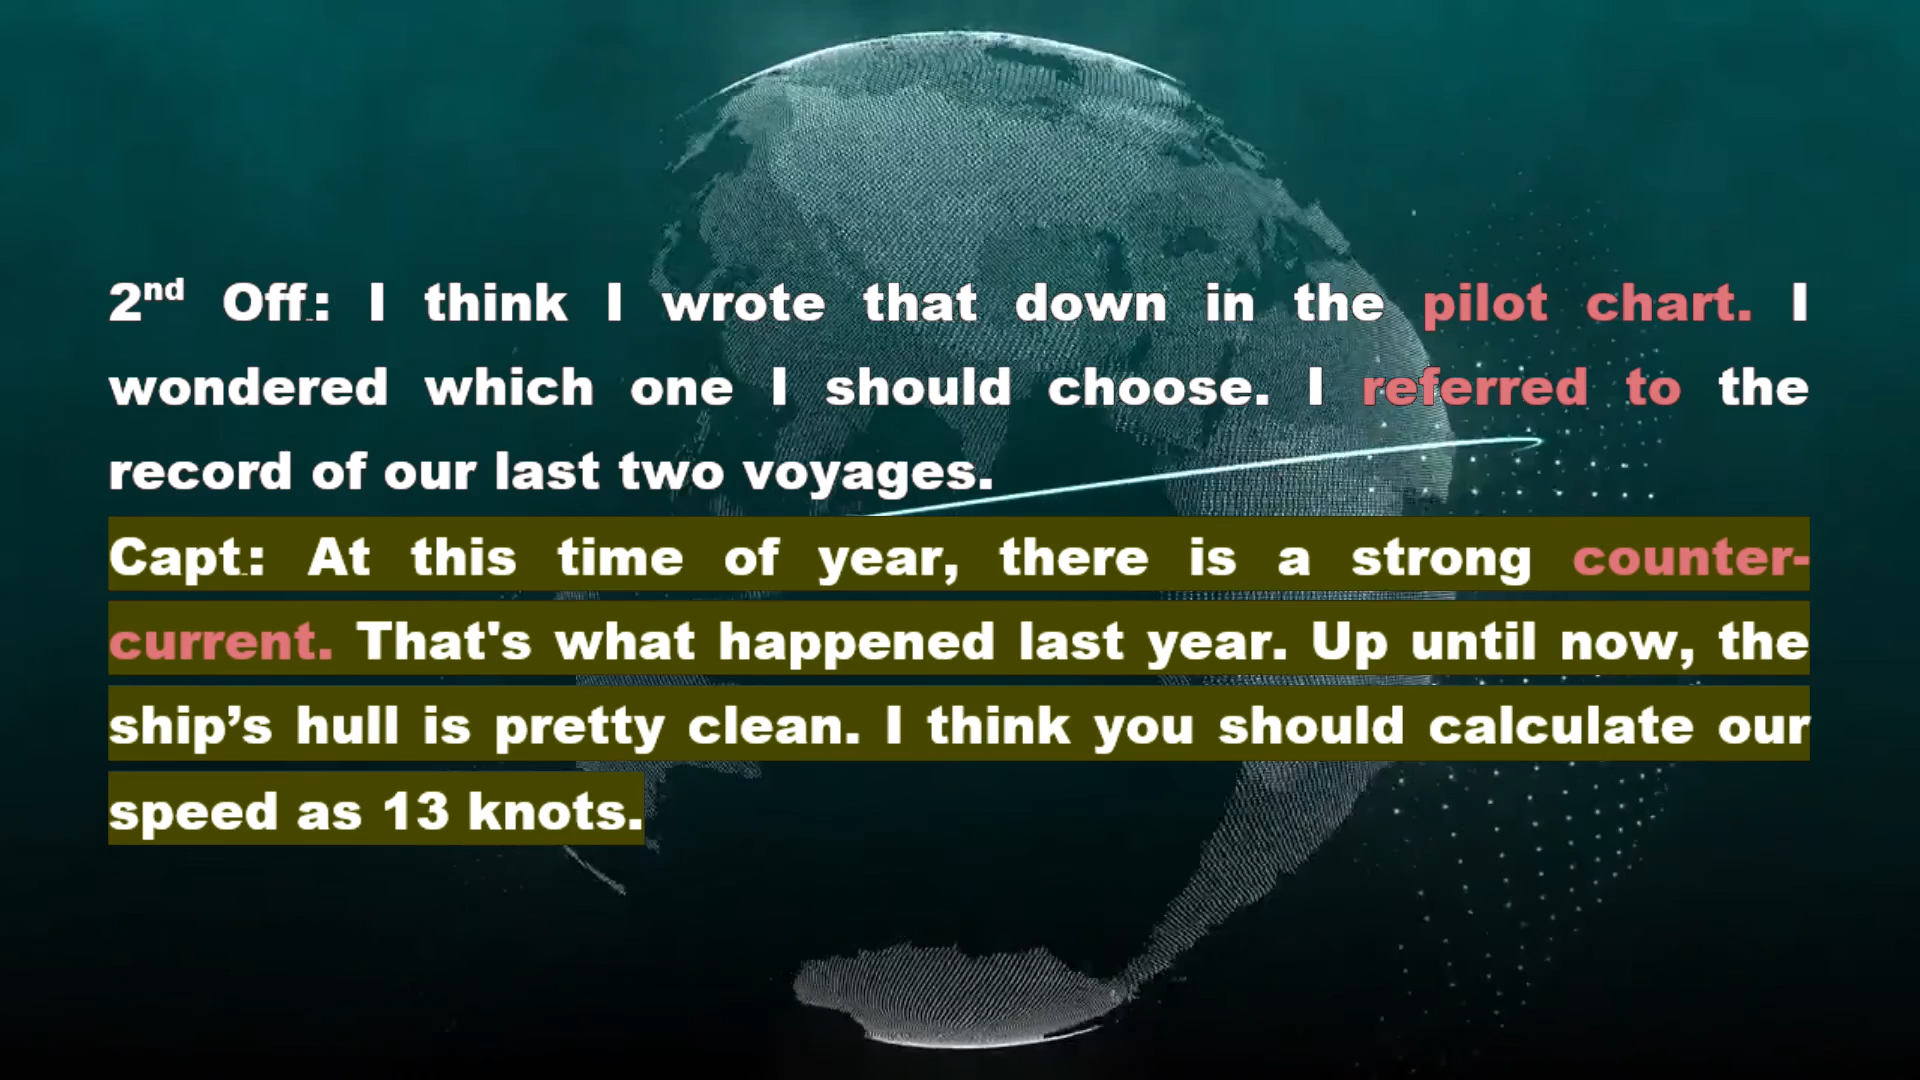 2nd Off.: I think I wrote that down in the pilot chart. I
wondered which one I should choose. I referred to the
record of our last two voyages.
Capt.: At this time of year, there is a strong counter-
current. That's what happened last year. Up until now, the
ship’s hull is pretty clean. I think you should calculate our
speed as 13 knots.